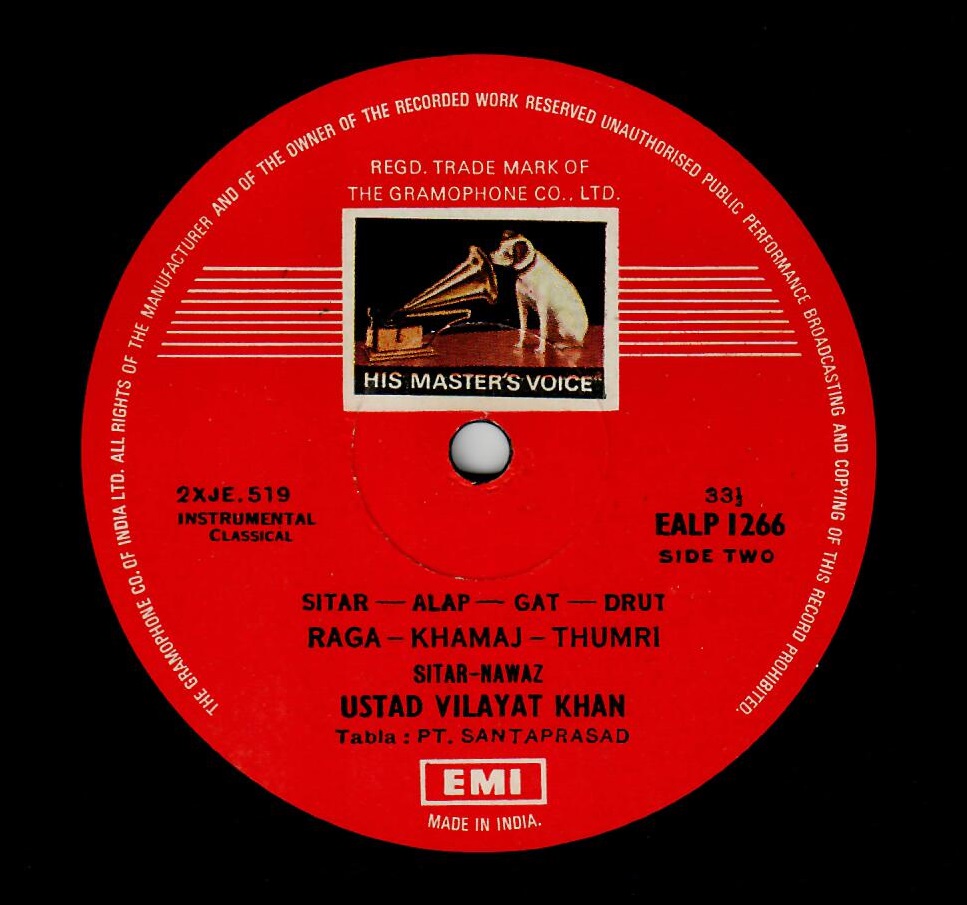 THE GRAMOPHONE CO. OF INDIA LTD. ALL RIGHTS OF THE MANUFACTURER AND OF THE OWNER OF THE RECORDED WORK RESERVED UNAUTHORISED PUBLIC PERFORMANCE BROADCASTING AND COPYING OF THIS RECORD PROHIBITED.
REGD. TRADE MARK OF
THE GRAMOPHONE CO., LTD.
HIS MASTER'S VOICE
2XJE.519
INSTRUMENTAL
CLASSICAL
33⅓
EALP 1266
SIDE TWO
SITAR — ALAP — GAT — DRUT
RAGA – KHAMAJ – THUMRI
SITAR-NAWAZ
USTAD VILAYAT KHAN
Tabla : PT. SANTAPRASAD
EMI
MADE IN INDIA.